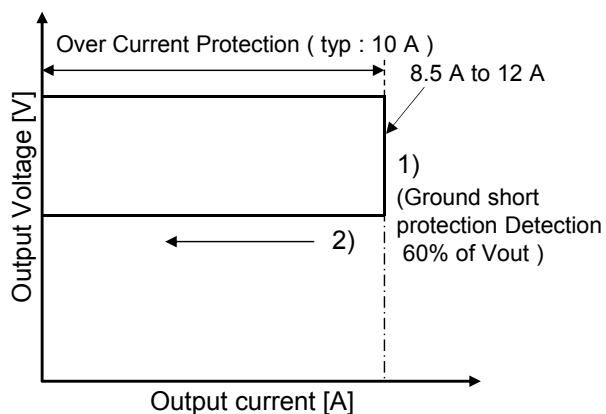 Over Current Protection ( typ : 10 A )
8.5 A to 12 A
Output Voltage [V]
1)
(Ground short
protection Detection
60% of Vout )
2)
Output current [A]